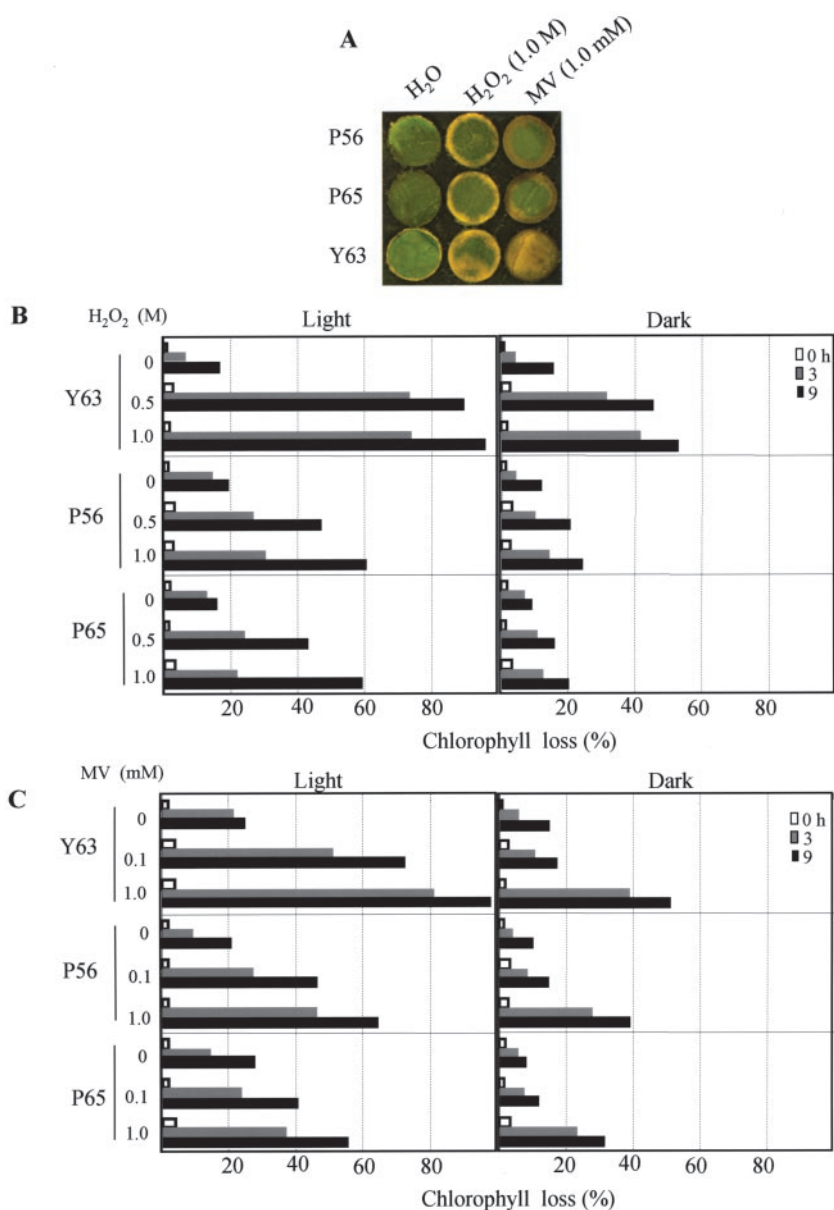 A
H₂O H₂O₂ (1.0 M) MV (1.0 mM)
P56
P65
Y63
B
H₂O₂ (M) Light Dark
0 h
3
9
Y63
0
0.5
1.0
P56
0
0.5
1.0
P65
0
0.5
1.0
20 40 60 80 20 40 60 80
Chlorophyll loss (%)
C
MV (mM) Light Dark
0 h
3
9
Y63
0
0.1
1.0
P56
0
0.1
1.0
P65
0
0.1
1.0
20 40 60 80 20 40 60 80
Chlorophyll loss (%)